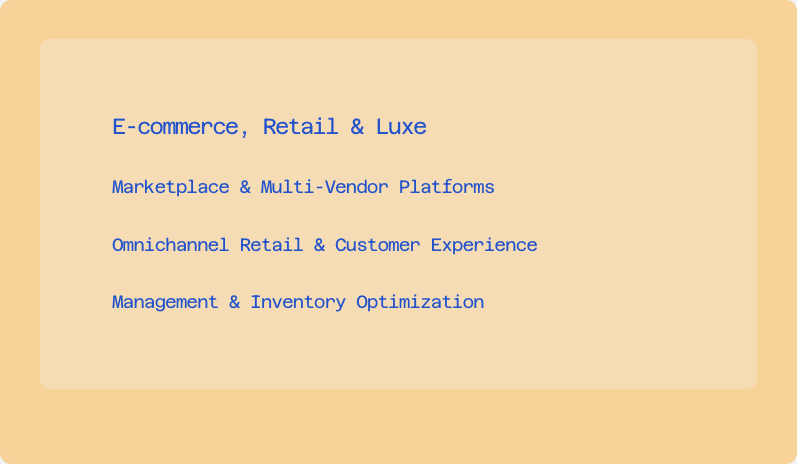 E-commerce, Retail & Luxe
Marketplace & Multi-Vendor Platforms
Omnichannel Retail & Customer Experience
Management & Inventory Optimization